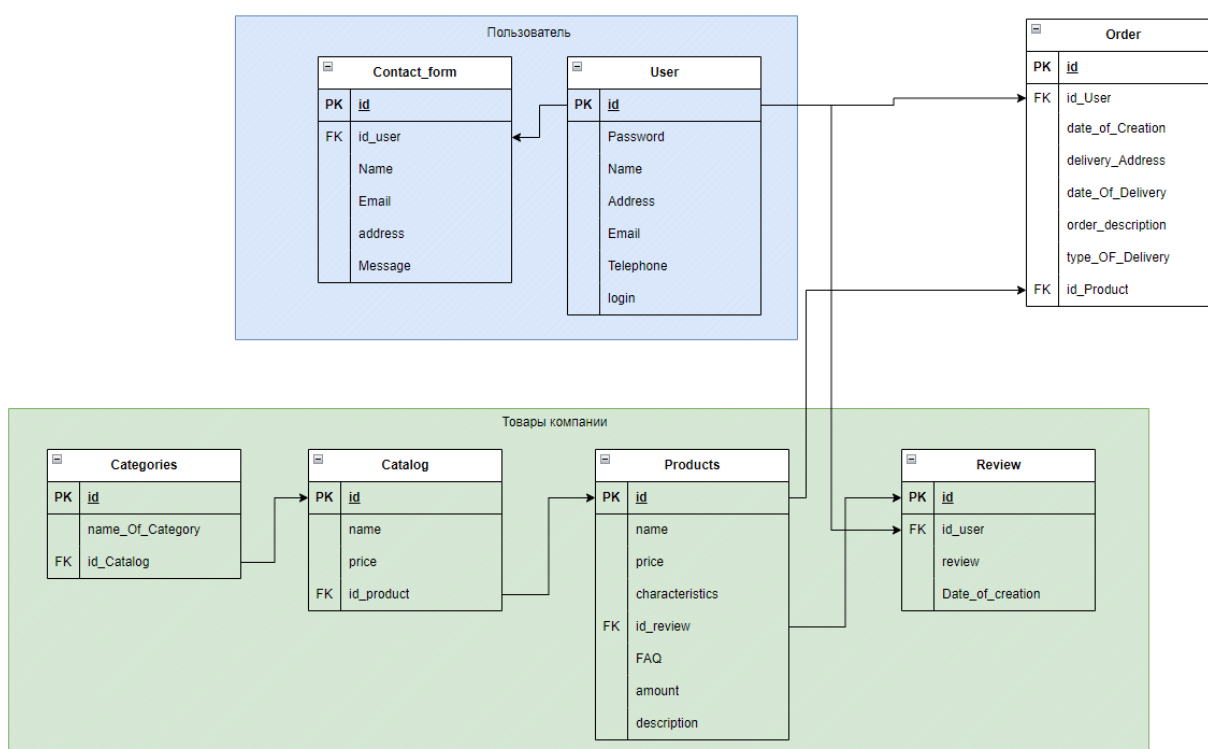 Пользователь
Contact_form
PK id
FK id_user
Name
Email
address
Message
User
PK id
Password
Name
Address
Email
Telephone
login
Order
PK id
FK id_User
date_of_Creation
delivery_Address
date_Of_Delivery
order_description
type_OF_Delivery
FK id_Product
Товары компании
Categories
PK id
name_Of_Category
FK id_Catalog
Catalog
PK id
name
price
FK id_product
Products
PK id
name
price
characteristics
FK id_review
FAQ
amount
description
Review
PK id
FK id_user
review
Date_of_creation